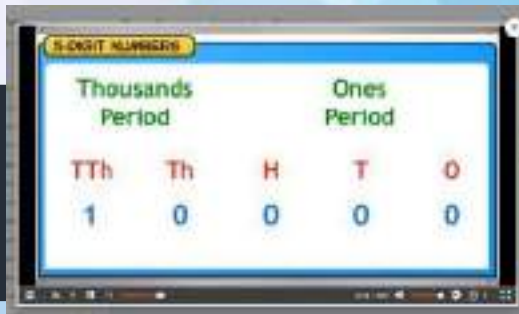 5-DIGIT NUMBERS
Thousands Period
Ones Period
TTh Th H T O
1 0 0 0 0